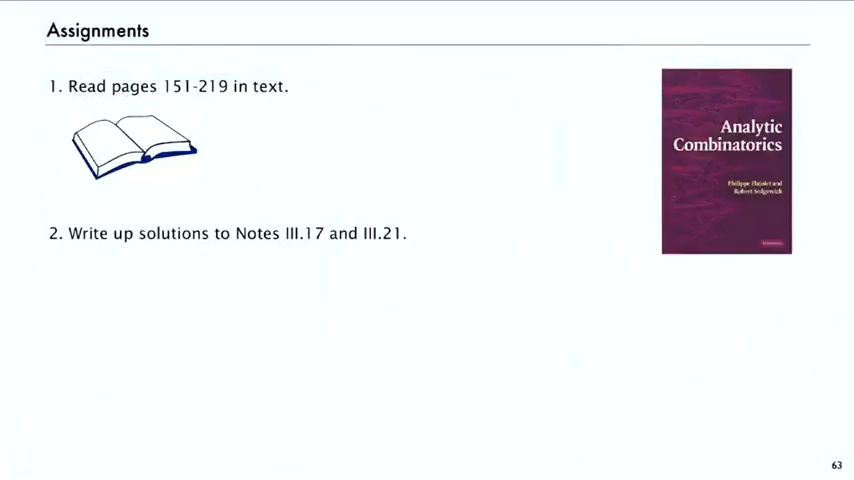 Assignments
1. Read pages 151-219 in text.
Analytic
Combinatorics
Philippe Flajolet and
Robert Sedgewick
2. Write up solutions to Notes III.17 and III.21.
63